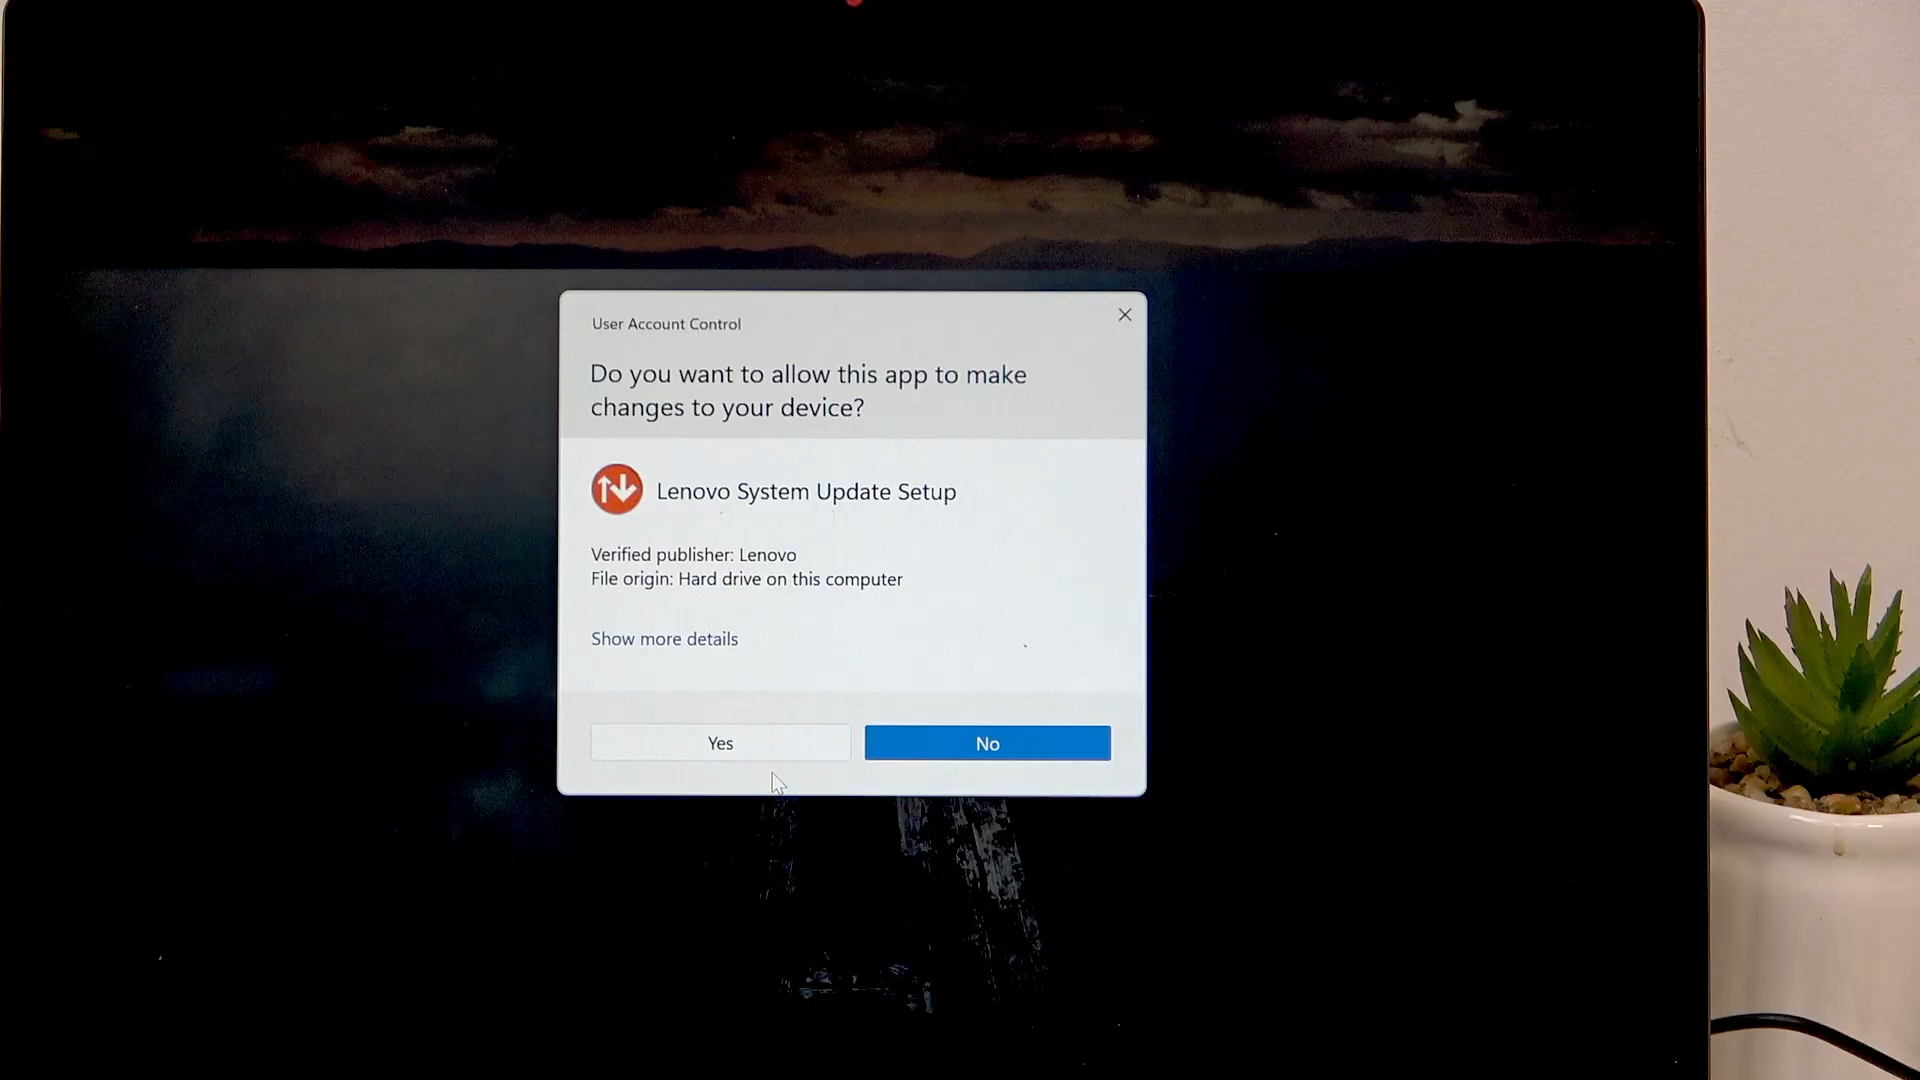 User Account Control
Do you want to allow this app to make
changes to your device?
Lenovo System Update Setup
Verified publisher: Lenovo
File origin: Hard drive on this computer
Show more details
Yes
No